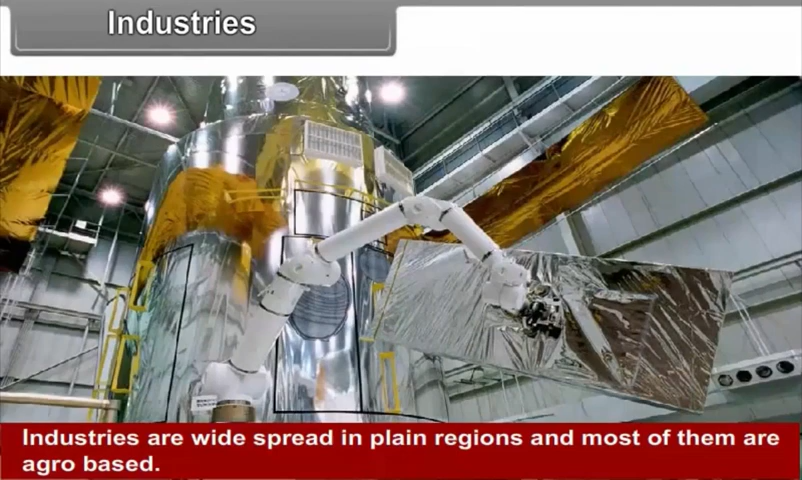 Industries
Industries are wide spread in plain regions and most of them are
agro based.